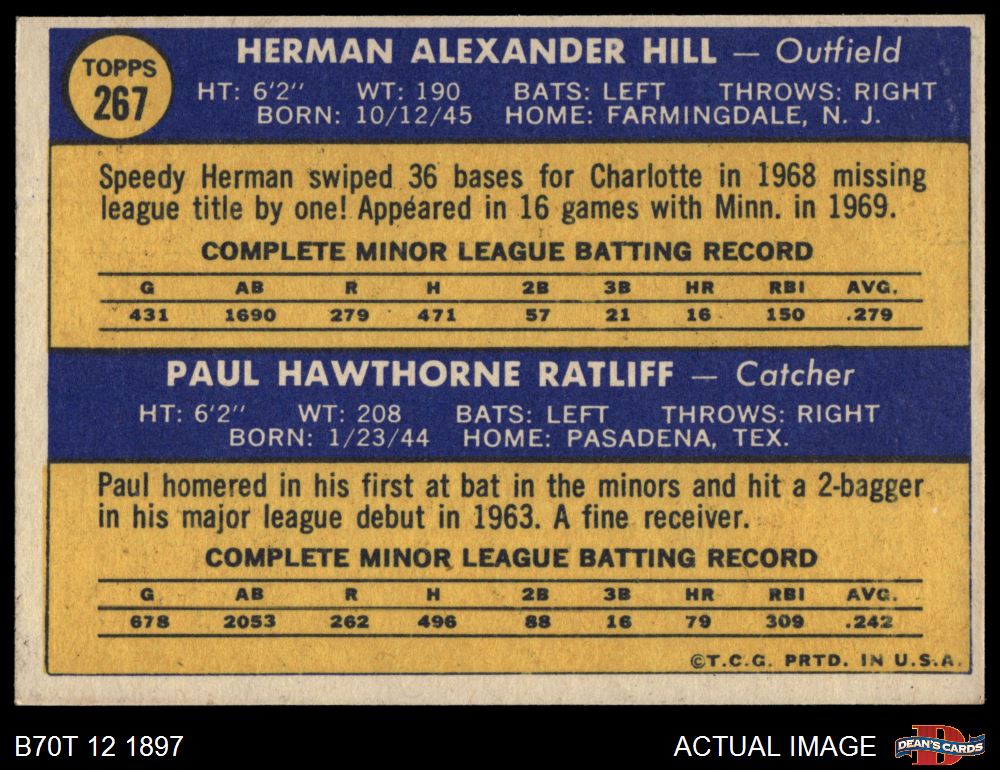 TOPPS
267
HERMAN ALEXANDER HILL — Outfield
HT: 6'2" WT: 190 BATS: LEFT THROWS: RIGHT
BORN: 10/12/45 HOME: FARMINGDALE, N. J.
Speedy Herman swiped 36 bases for Charlotte in 1968 missing
league title by one! Appeared in 16 games with Minn. in 1969.
COMPLETE MINOR LEAGUE BATTING RECORD
G AB R H 2B 3B HR RBI AVG.
431 1690 279 471 57 21 16 150 .279
PAUL HAWTHORNE RATLIFF — Catcher
HT: 6'2" WT: 208 BATS: LEFT THROWS: RIGHT
BORN: 1/23/44 HOME: PASADENA, TEX.
Paul homered in his first at bat in the minors and hit a 2-bagger
in his major league debut in 1963. A fine receiver.
COMPLETE MINOR LEAGUE BATTING RECORD
G AB R H 2B 3B HR RBI AVG.
678 2053 262 496 88 16 79 309 .242
©T.C.G. PRTD. IN U.S.A.
B70T 12 1897
ACTUAL IMAGE
D
DEAN'S CARDS